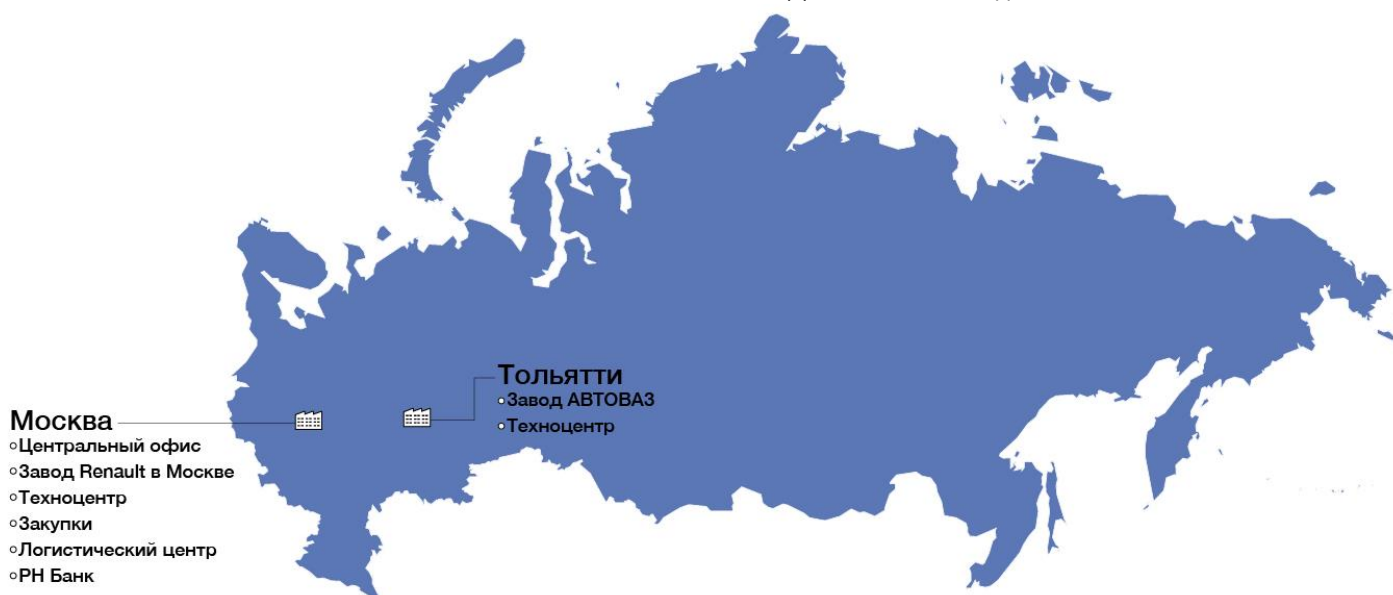 Тольятти
Завод АВТОВАЗ
Техноцентр
Москва
Центральный офис
Завод Renault в Москве
Техноцентр
Закупки
Логистический центр
РН Банк